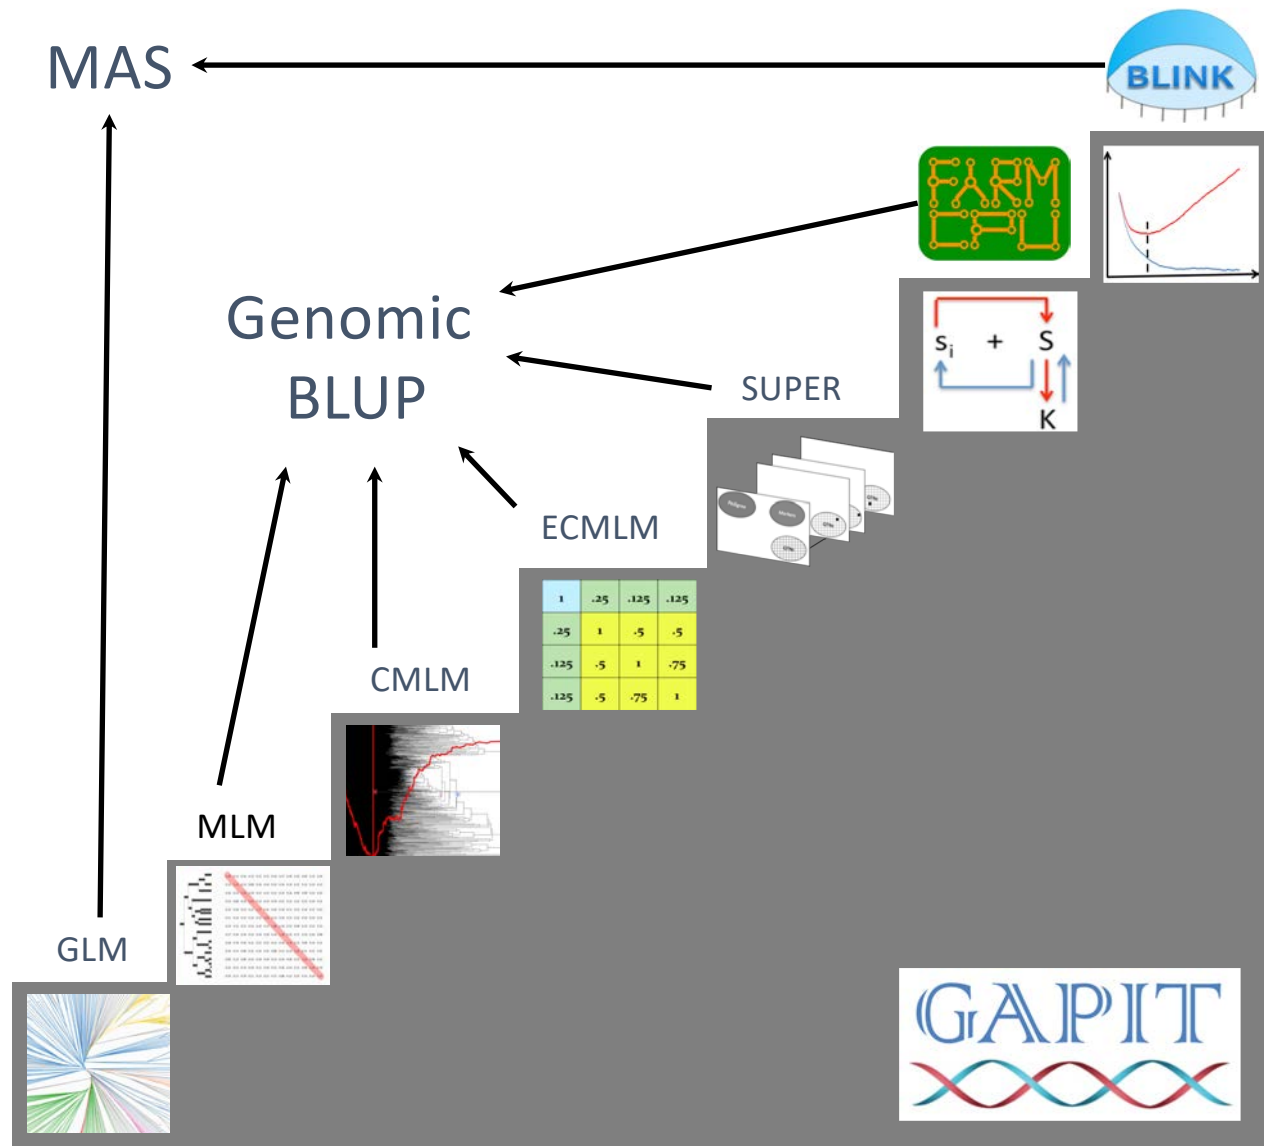 MAS
BLINK
FARM
CPU
Genomic
BLUP
s_i + S
K
SUPER
ECMLM
1 .25 .125 .125
.25 1 .5 .5
.125 .5 1 .75
.125 .5 .75 1
CMLM
MLM
GLM
GAPIT